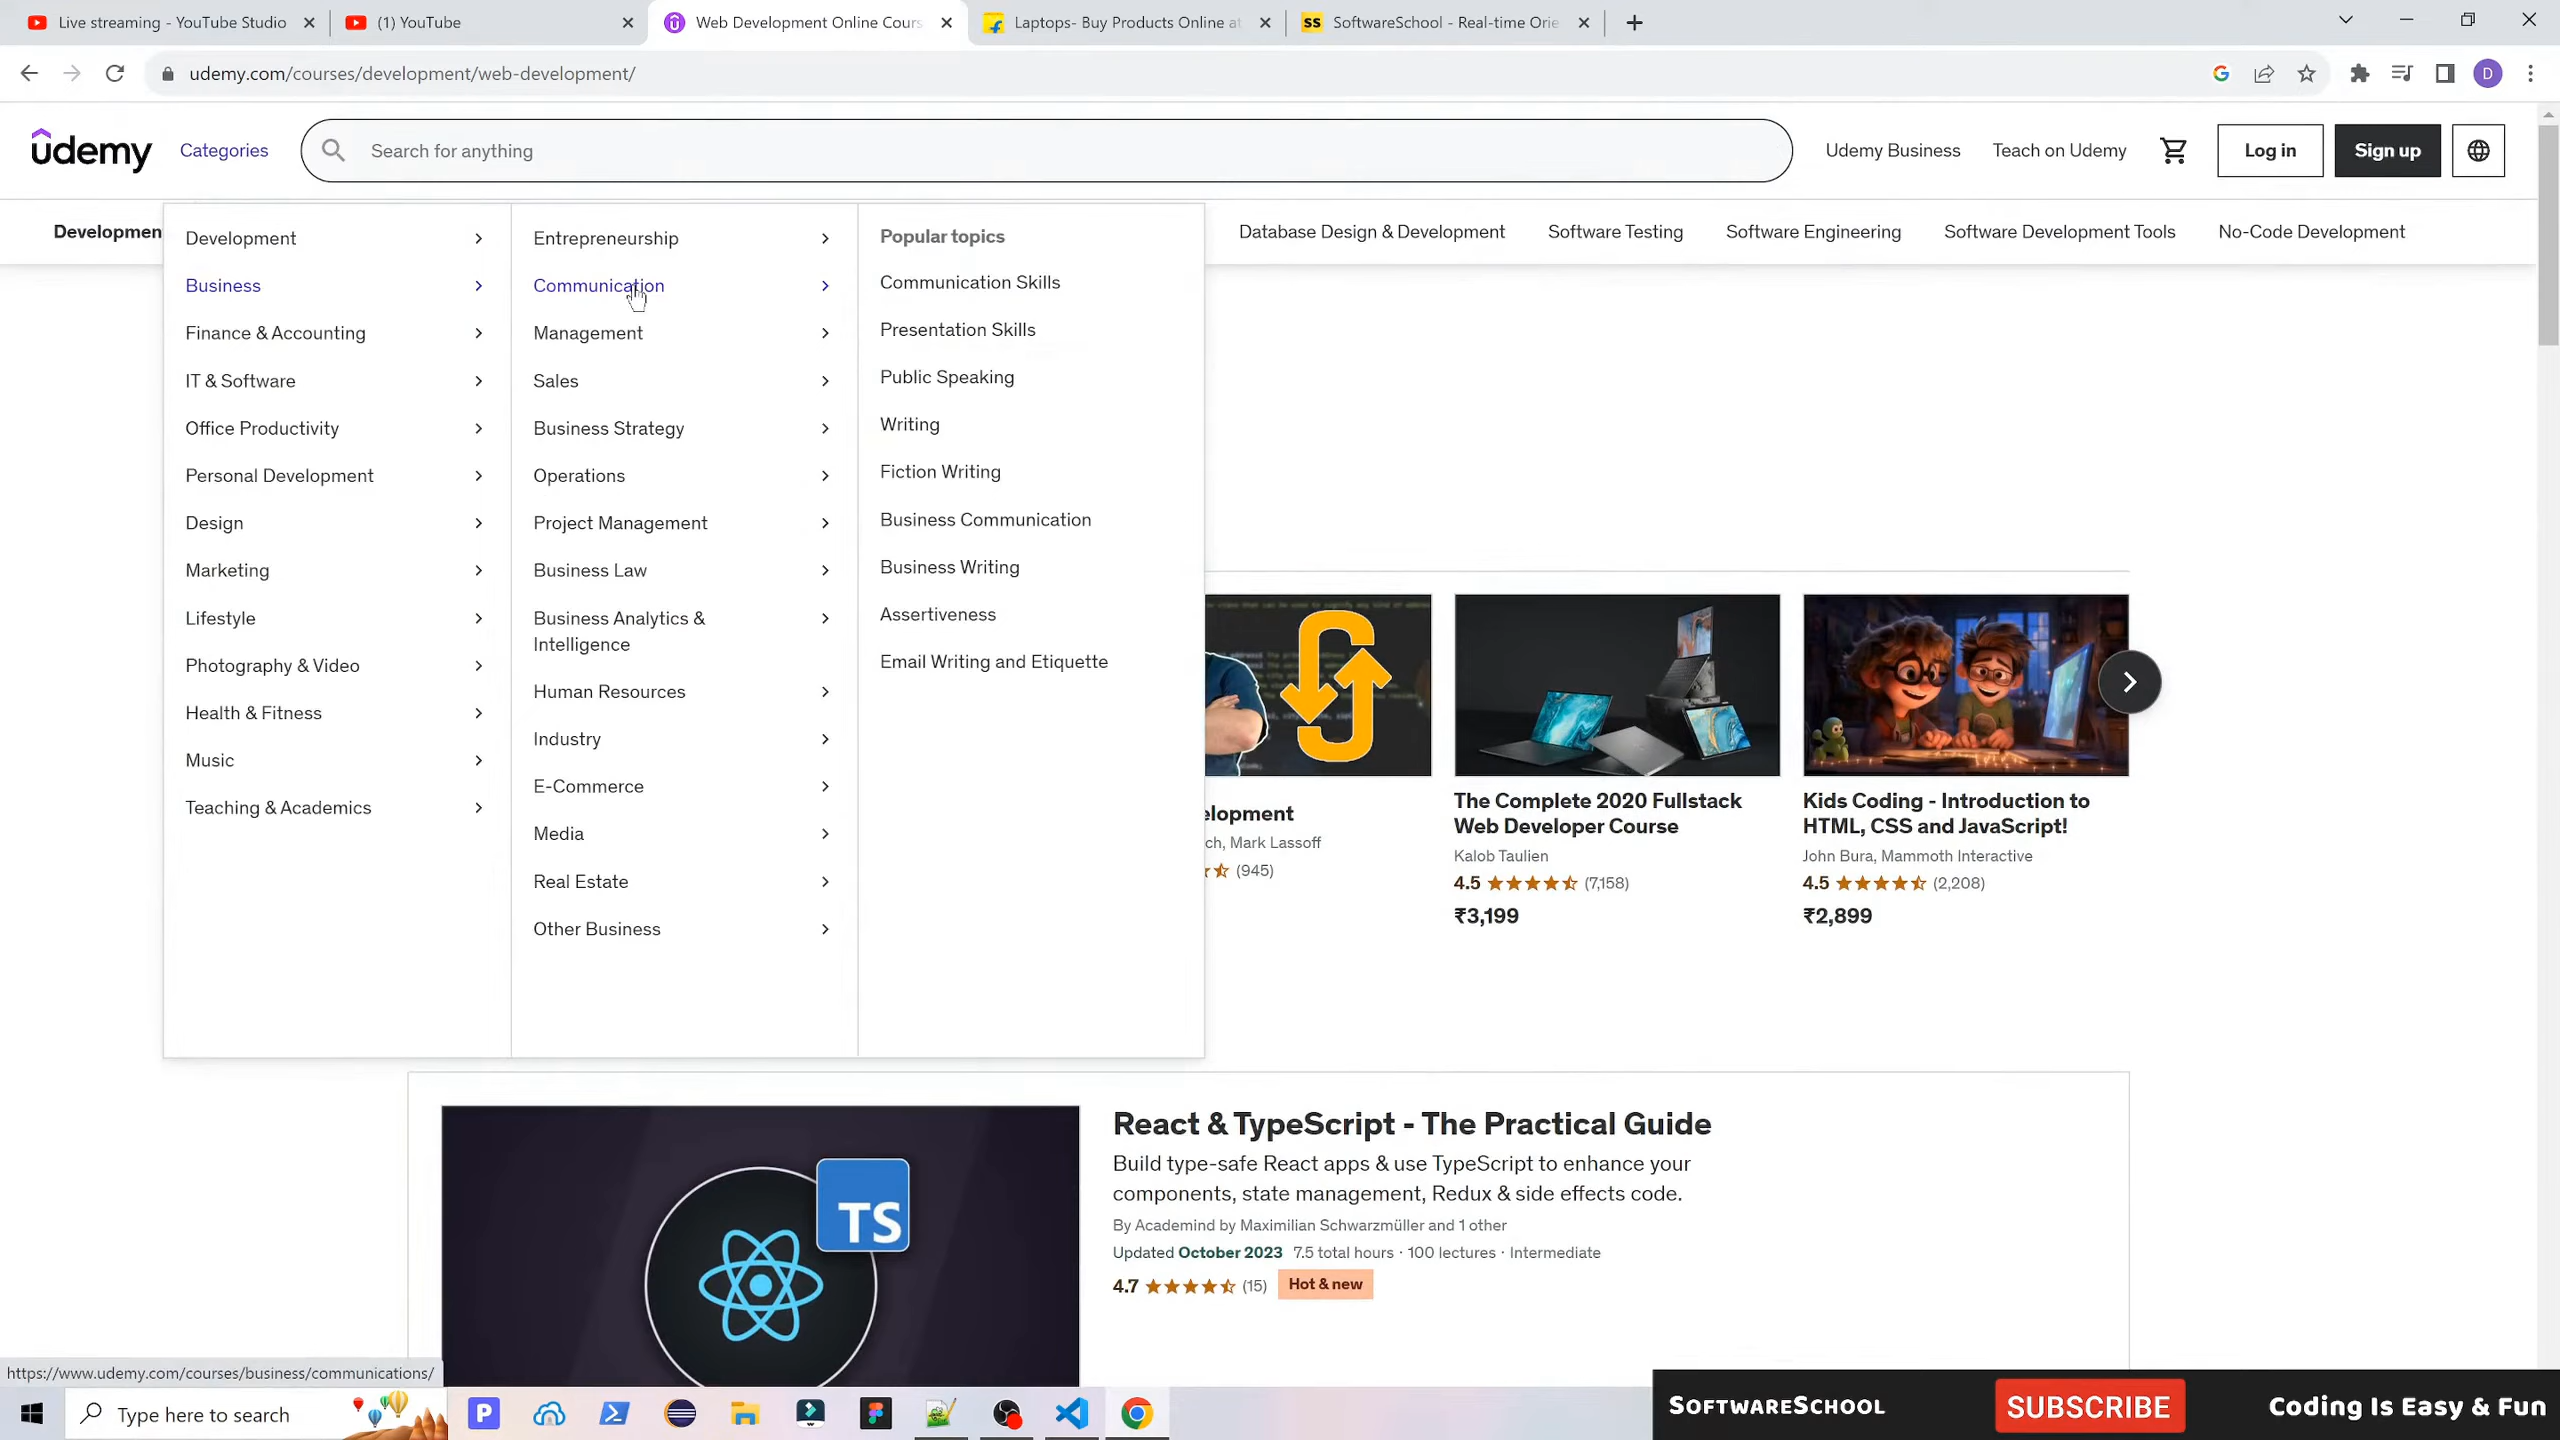 Live streaming - YouTube Studio
(1) YouTube
Web Development Online Cours
Laptops- Buy Products Online at
SS
SoftwareSchool - Real-time Orie
udemy.com/courses/development/web-development/
D
udemy
Categories
Search for anything
Udemy Business
Teach on Udemy
Log in
Sign up
Developmen
Database Design & Development
Software Testing
Software Engineering
Software Development Tools
No-Code Development
Development
Business
Finance & Accounting
IT & Software
Office Productivity
Personal Development
Design
Marketing
Lifestyle
Photography & Video
Health & Fitness
Music
Teaching & Academics
Entrepreneurship
Communication
Management
Sales
Business Strategy
Operations
Project Management
Business Law
Business Analytics &
Intelligence
Human Resources
Industry
E-Commerce
Media
Real Estate
Other Business
Popular topics
Communication Skills
Presentation Skills
Public Speaking
Writing
Fiction Writing
Business Communication
Business Writing
Assertiveness
Email Writing and Etiquette
elopment
ch, Mark Lassoff
(945)
The Complete 2020 Fullstack
Web Developer Course
Kalob Taulien
4.5 (7,158)
₹3,199
Kids Coding - Introduction to
HTML, CSS and JavaScript!
John Bura, Mammoth Interactive
4.5 (2,208)
₹2,899
TS
React & TypeScript - The Practical Guide
Build type-safe React apps & use TypeScript to enhance your
components, state management, Redux & side effects code.
By Academind by Maximilian Schwarzmüller and 1 other
Updated October 2023 7.5 total hours · 100 lectures · Intermediate
4.7 (15) Hot & new
https://www.udemy.com/courses/business/communications/
Type here to search
P
SOFTWARESCHOOL
SUBSCRIBE
Coding Is Easy & Fun